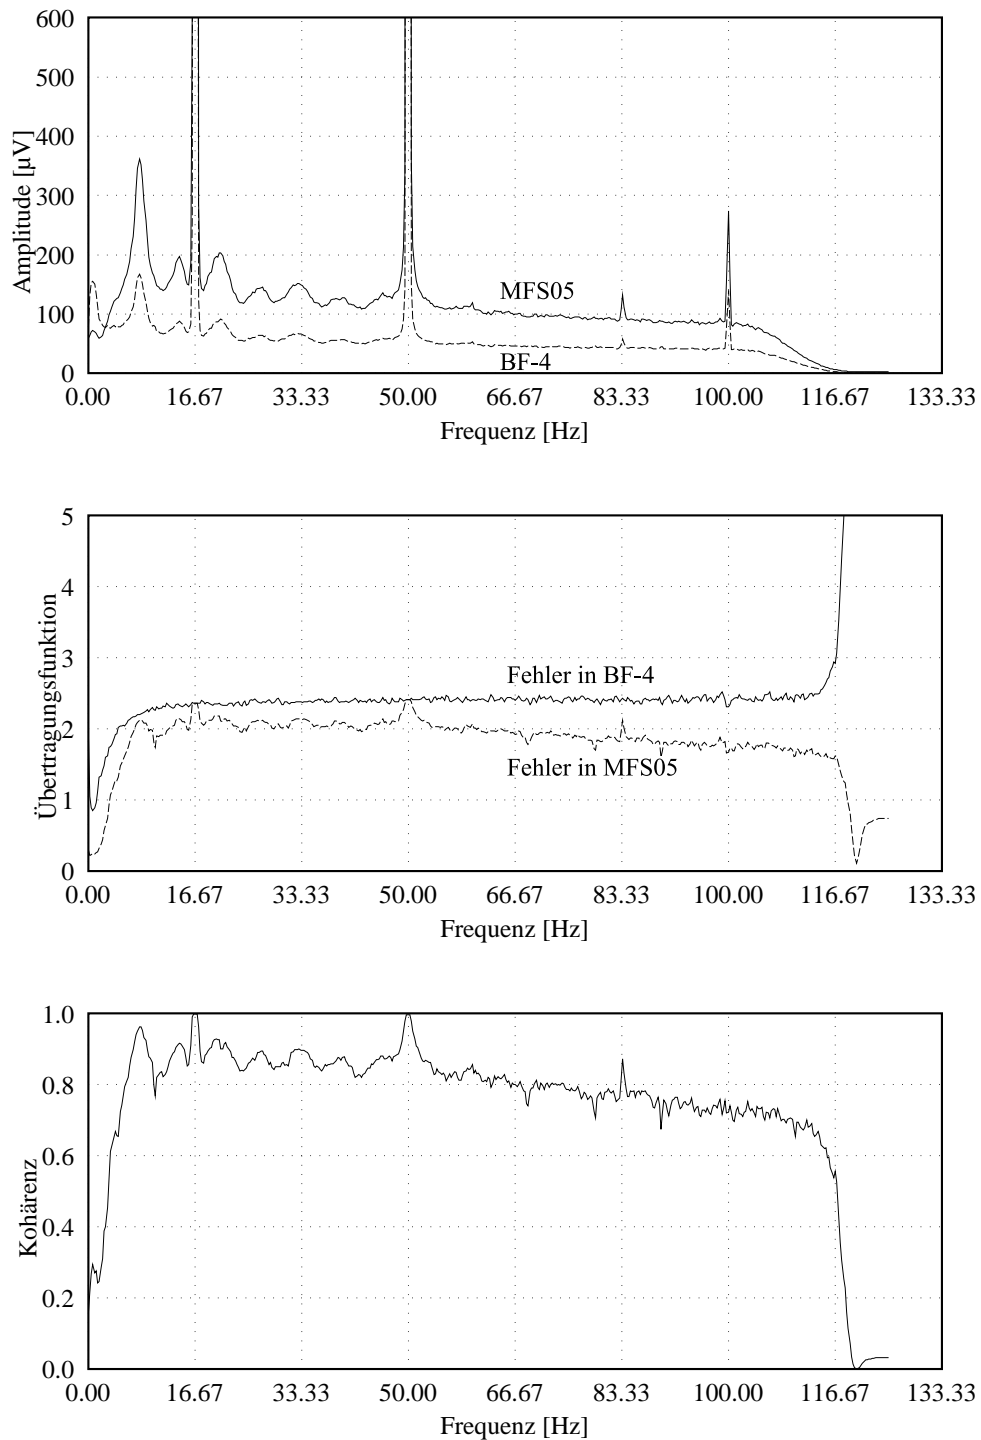 600
500
400
300
200
100
0
Amplitude [µV]
MFS05
BF-4
0.00 16.67 33.33 50.00 66.67 83.33 100.00 116.67 133.33
Frequenz [Hz]
5
4
3
2
1
0
Übertragungsfunktion
Fehler in BF-4
Fehler in MFS05
0.00 16.67 33.33 50.00 66.67 83.33 100.00 116.67 133.33
Frequenz [Hz]
1.0
0.8
0.6
0.4
0.2
0.0
Kohärenz
0.00 16.67 33.33 50.00 66.67 83.33 100.00 116.67 133.33
Frequenz [Hz]